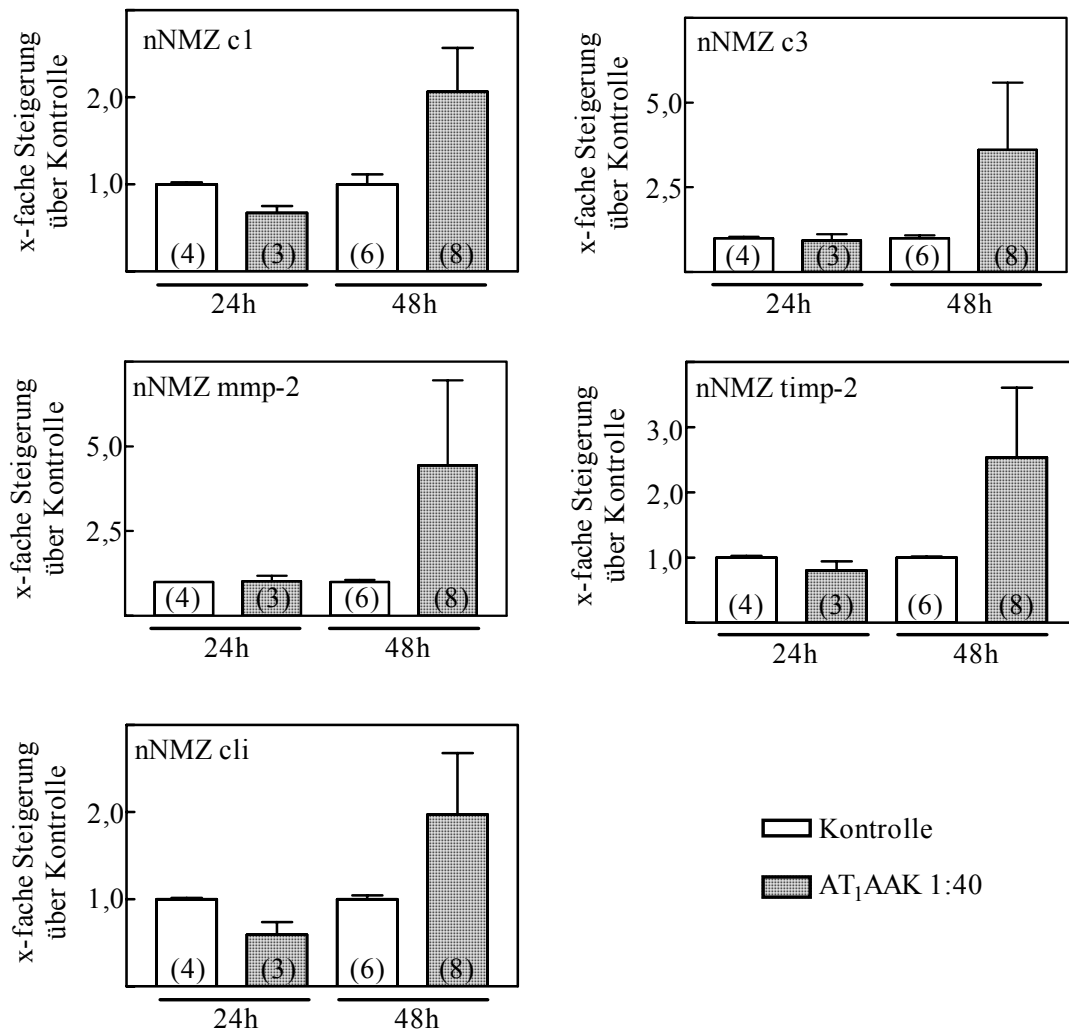 nNMZ c1
x-fache Steigerung
über Kontrolle
2,0
1,0
(4)
(3)
(6)
(8)
24h
48h
nNMZ c3
x-fache Steigerung
über Kontrolle
5,0
2,5
(4)
(3)
(6)
(8)
24h
48h
nNMZ mmp-2
x-fache Steigerung
über Kontrolle
5,0
2,5
(4)
(3)
(6)
(8)
24h
48h
nNMZ timp-2
x-fache Steigerung
über Kontrolle
3,0
2,0
1,0
(4)
(3)
(6)
(8)
24h
48h
nNMZ cli
x-fache Steigerung
über Kontrolle
2,0
1,0
(4)
(3)
(6)
(8)
24h
48h
Kontrolle
AT₁AAK 1:40